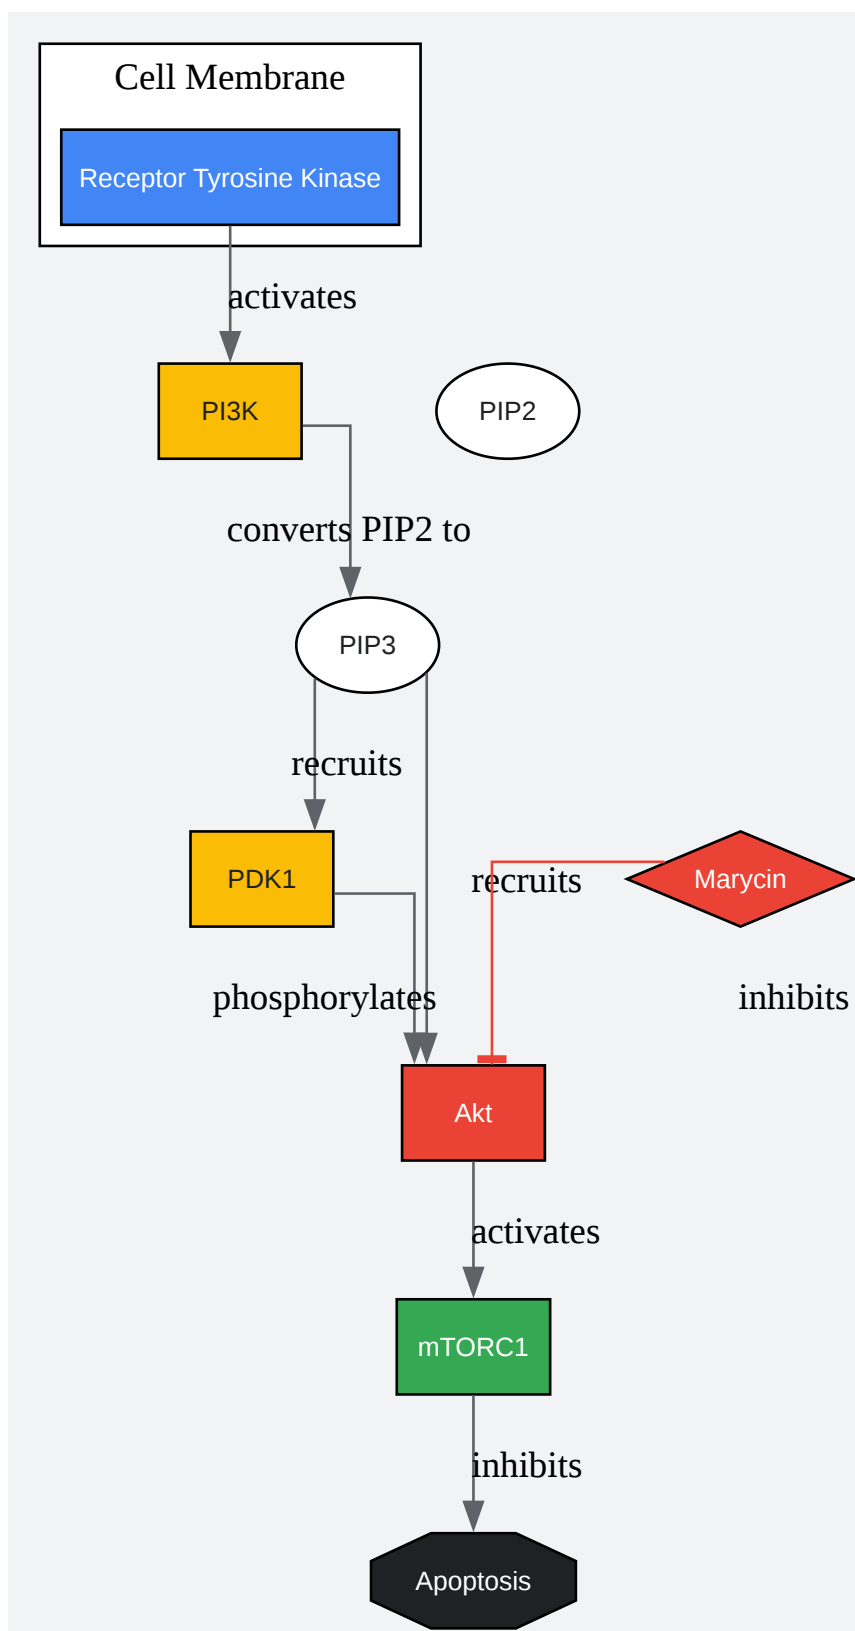 Cell Membrane
Receptor Tyrosine Kinase
activates
PI3K
PIP2
converts PIP2 to
PIP3
recruits
PDK1
recruits
Marycin
phosphorylates
inhibits
Akt
activates
mTORC1
inhibits
Apoptosis